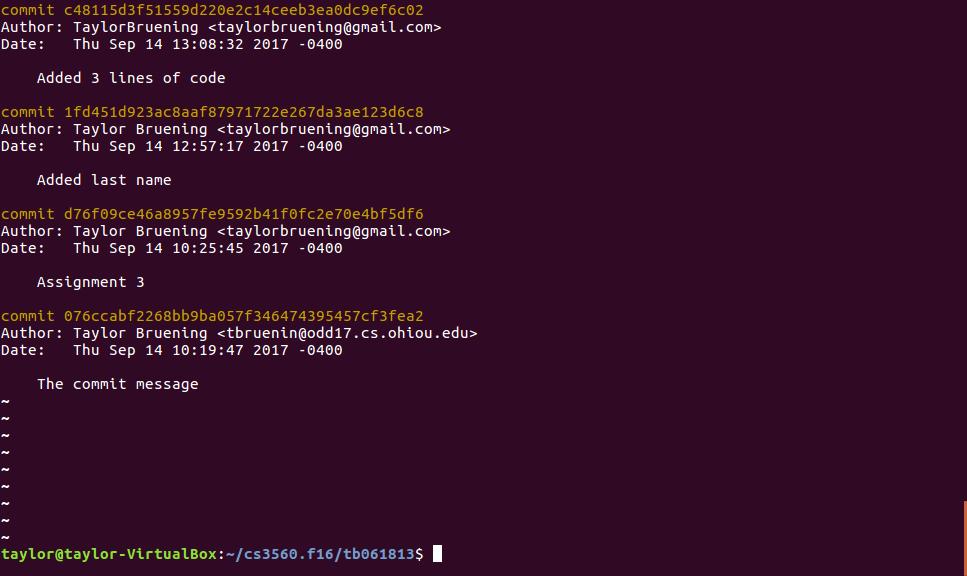 commit c48115d3f51559d220e2c14ceeb3ea0dc9ef6c02
Author: TaylorBruening <taylorbruening@gmail.com>
Date:   Thu Sep 14 13:08:32 2017 -0400
    Added 3 lines of code
commit 1fd451d923ac8aaf87971722e267da3ae123d6c8
Author: Taylor Bruening <taylorbruening@gmail.com>
Date:   Thu Sep 14 12:57:17 2017 -0400
    Added last name
commit d76f09ce46a8957fe9592b41f0fc2e70e4bf5df6
Author: Taylor Bruening <taylorbruening@gmail.com>
Date:   Thu Sep 14 10:25:45 2017 -0400
    Assignment 3
commit 076ccabf2268bb9ba057f346474395457cf3fea2
Author: Taylor Bruening <tbruenin@odd17.cs.ohiou.edu>
Date:   Thu Sep 14 10:19:47 2017 -0400
    The commit message
~
~
~
~
~
~
~
~
~
taylor@taylor-VirtualBox:~/cs3560.f16/tb061813$